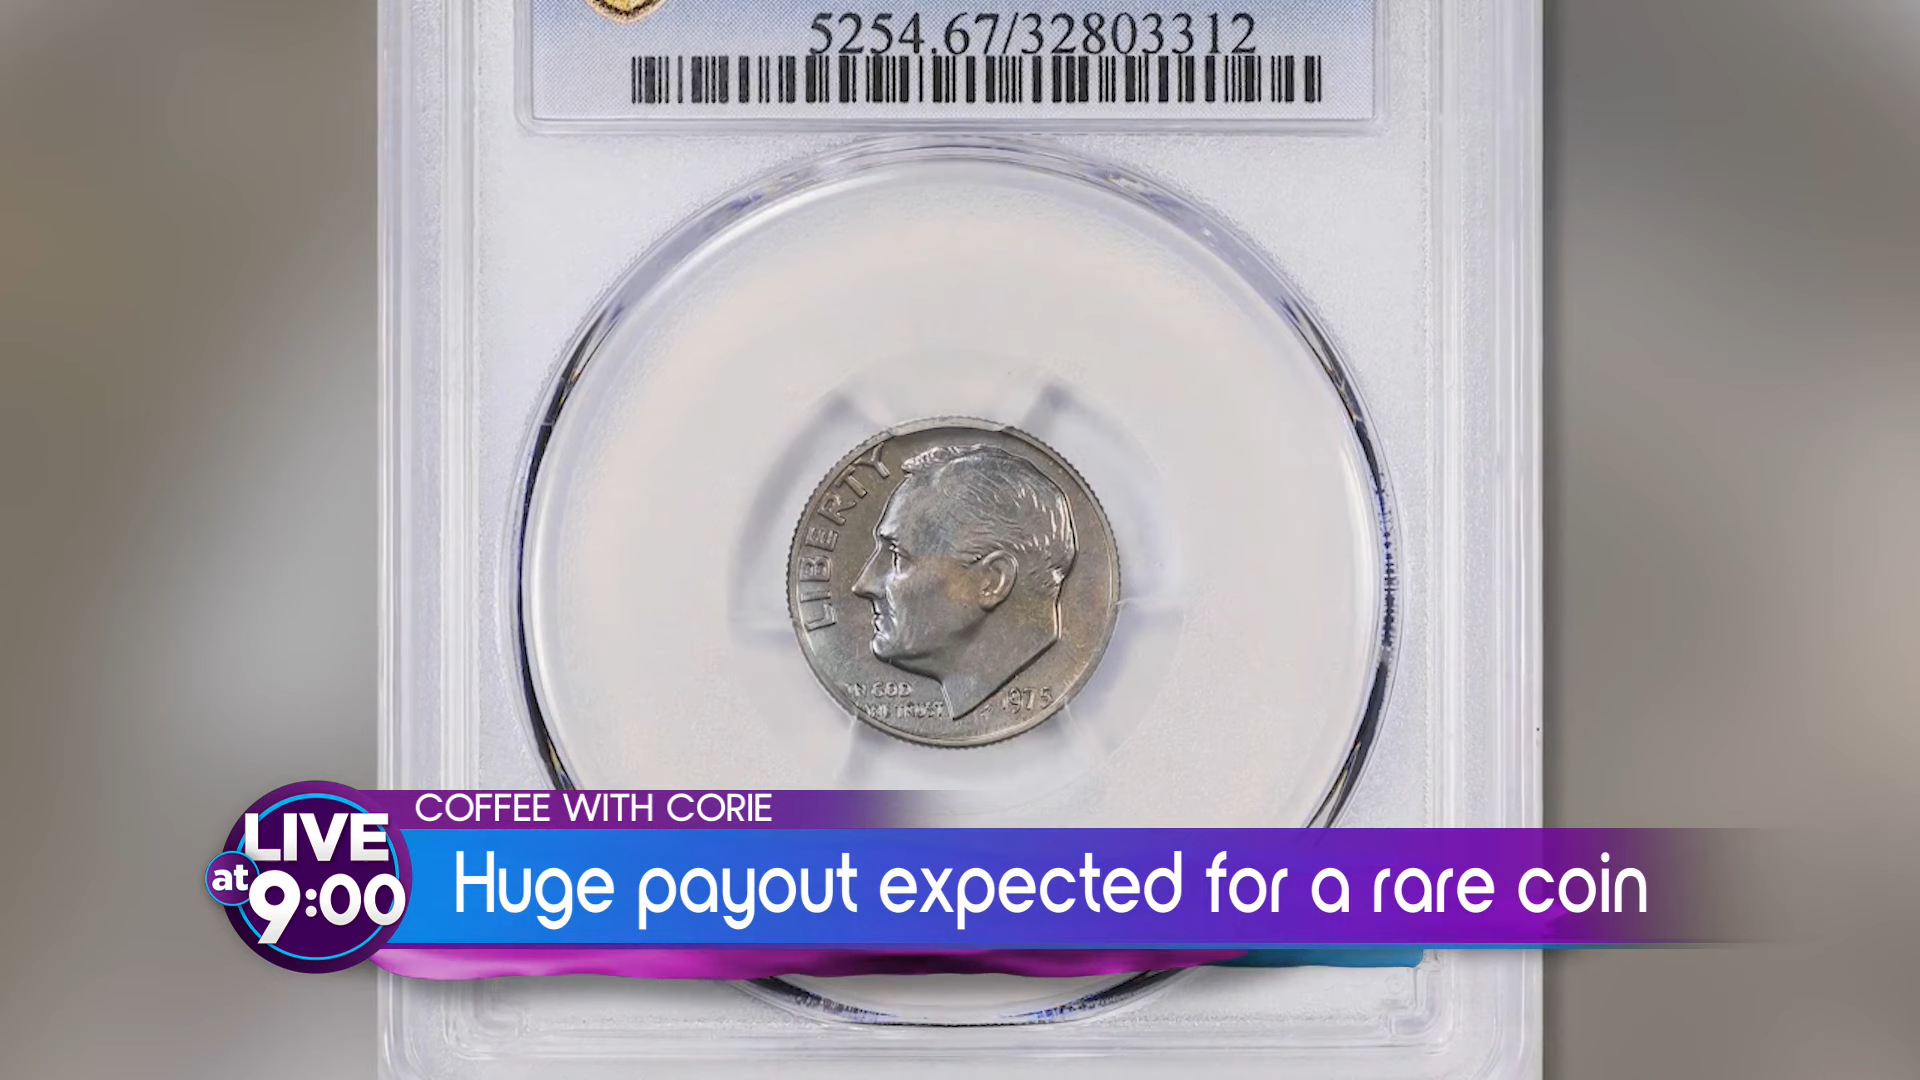 5254.67/32803312
LIBERTY
IN GOD
WE TRUST
1975
COFFEE WITH CORIE
LIVE
at
9:00
Huge payout expected for a rare coin